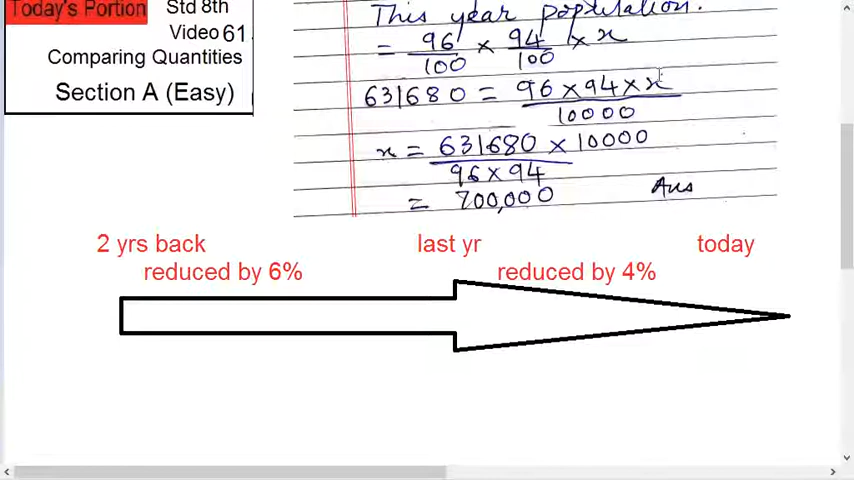 Today's Portion
Std 8th
Video 61
Comparing Quantities
Section A (Easy)
This year population.
= 96/100 × 94/100 × x
631680 = 96×94×x/10000
x = 631680 × 10000/96×94
= 700,000 Ans
2 yrs back last yr today
reduced by 6% reduced by 4%